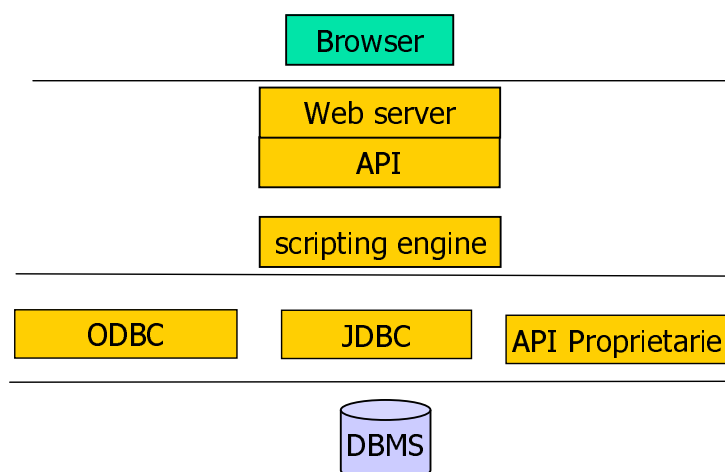 Browser
Web server
API
scripting engine
ODBC
JDBC
API Proprietarie
DBMS